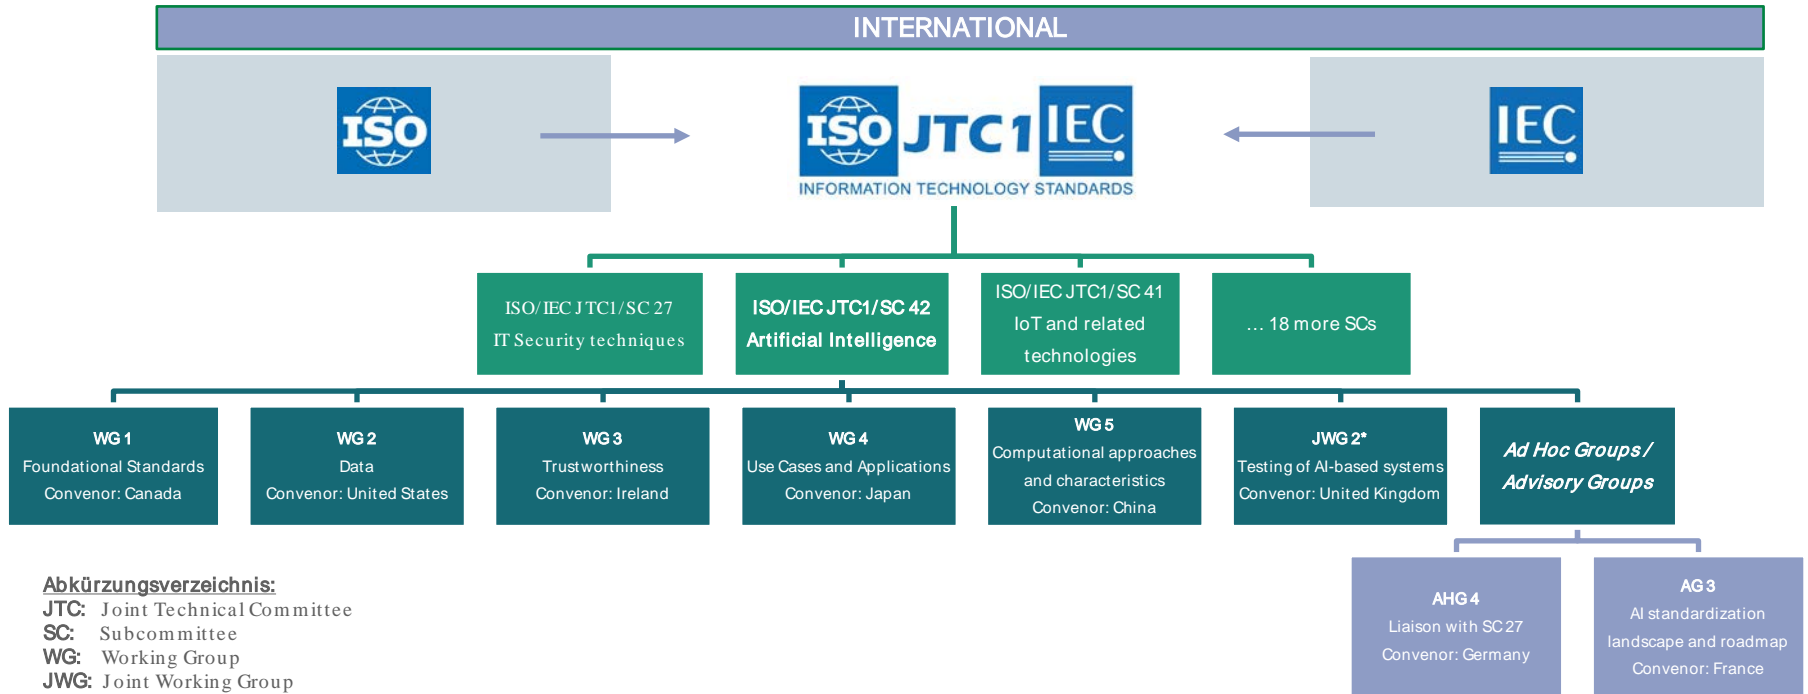 INTERNATIONAL
ISO
ISO JTC1 IEC
INFORMATION TECHNOLOGY STANDARDS
IEC
ISO/IEC JTC1/SC 27
IT Security techniques
ISO/IEC JTC1/SC 42
Artificial Intelligence
ISO/IEC JTC1/SC 41
IoT and related
technologies
... 18 more SCs
WG 1
Foundational Standards
Convenor: Canada
WG 2
Data
Convenor: United States
WG 3
Trustworthiness
Convenor: Ireland
WG 4
Use Cases and Applications
Convenor: Japan
WG 5
Computational approaches
and characteristics
Convenor: China
JWG 2*
Testing of AI-based systems
Convenor: United Kingdom
Ad Hoc Groups /
Advisory Groups
AHG 4
Liaison with SC 27
Convenor: Germany
AG 3
AI standardization
landscape and roadmap
Convenor: France
Abkürzungsverzeichnis:
JTC: Joint Technical Committee
SC: Subcommittee
WG: Working Group
JWG: Joint Working Group